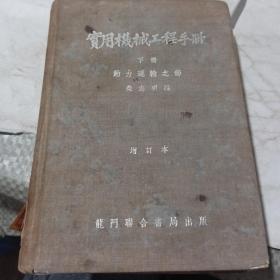 實用機械工程手册
下冊
動力運輸之部
增訂本
龍門聯合書局出版